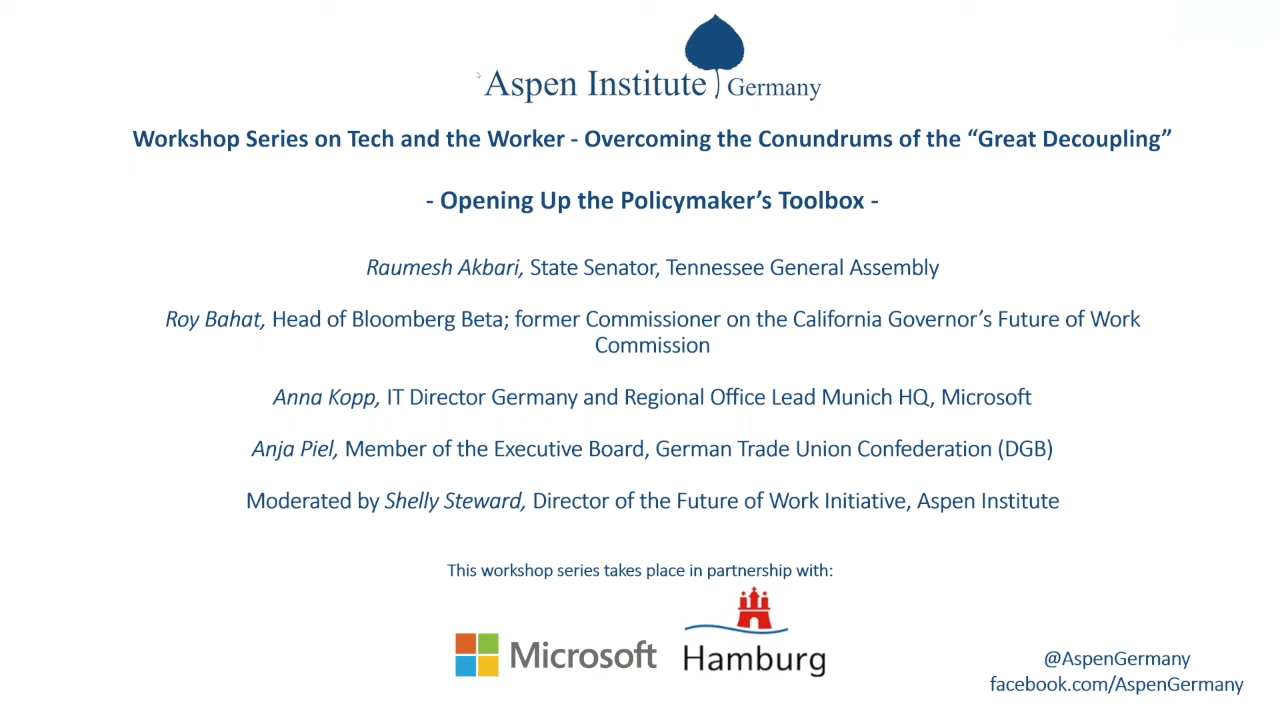 Aspen Institute Germany
Workshop Series on Tech and the Worker - Overcoming the Conundrums of the “Great Decoupling”
- Opening Up the Policymaker’s Toolbox -
Raumesh Akbari, State Senator, Tennessee General Assembly
Roy Bahat, Head of Bloomberg Beta; former Commissioner on the California Governor’s Future of Work
Commission
Anna Kopp, IT Director Germany and Regional Office Lead Munich HQ, Microsoft
Anja Piel, Member of the Executive Board, German Trade Union Confederation (DGB)
Moderated by Shelly Steward, Director of the Future of Work Initiative, Aspen Institute
This workshop series takes place in partnership with:
Microsoft
Hamburg
@AspenGermany
facebook.com/AspenGermany